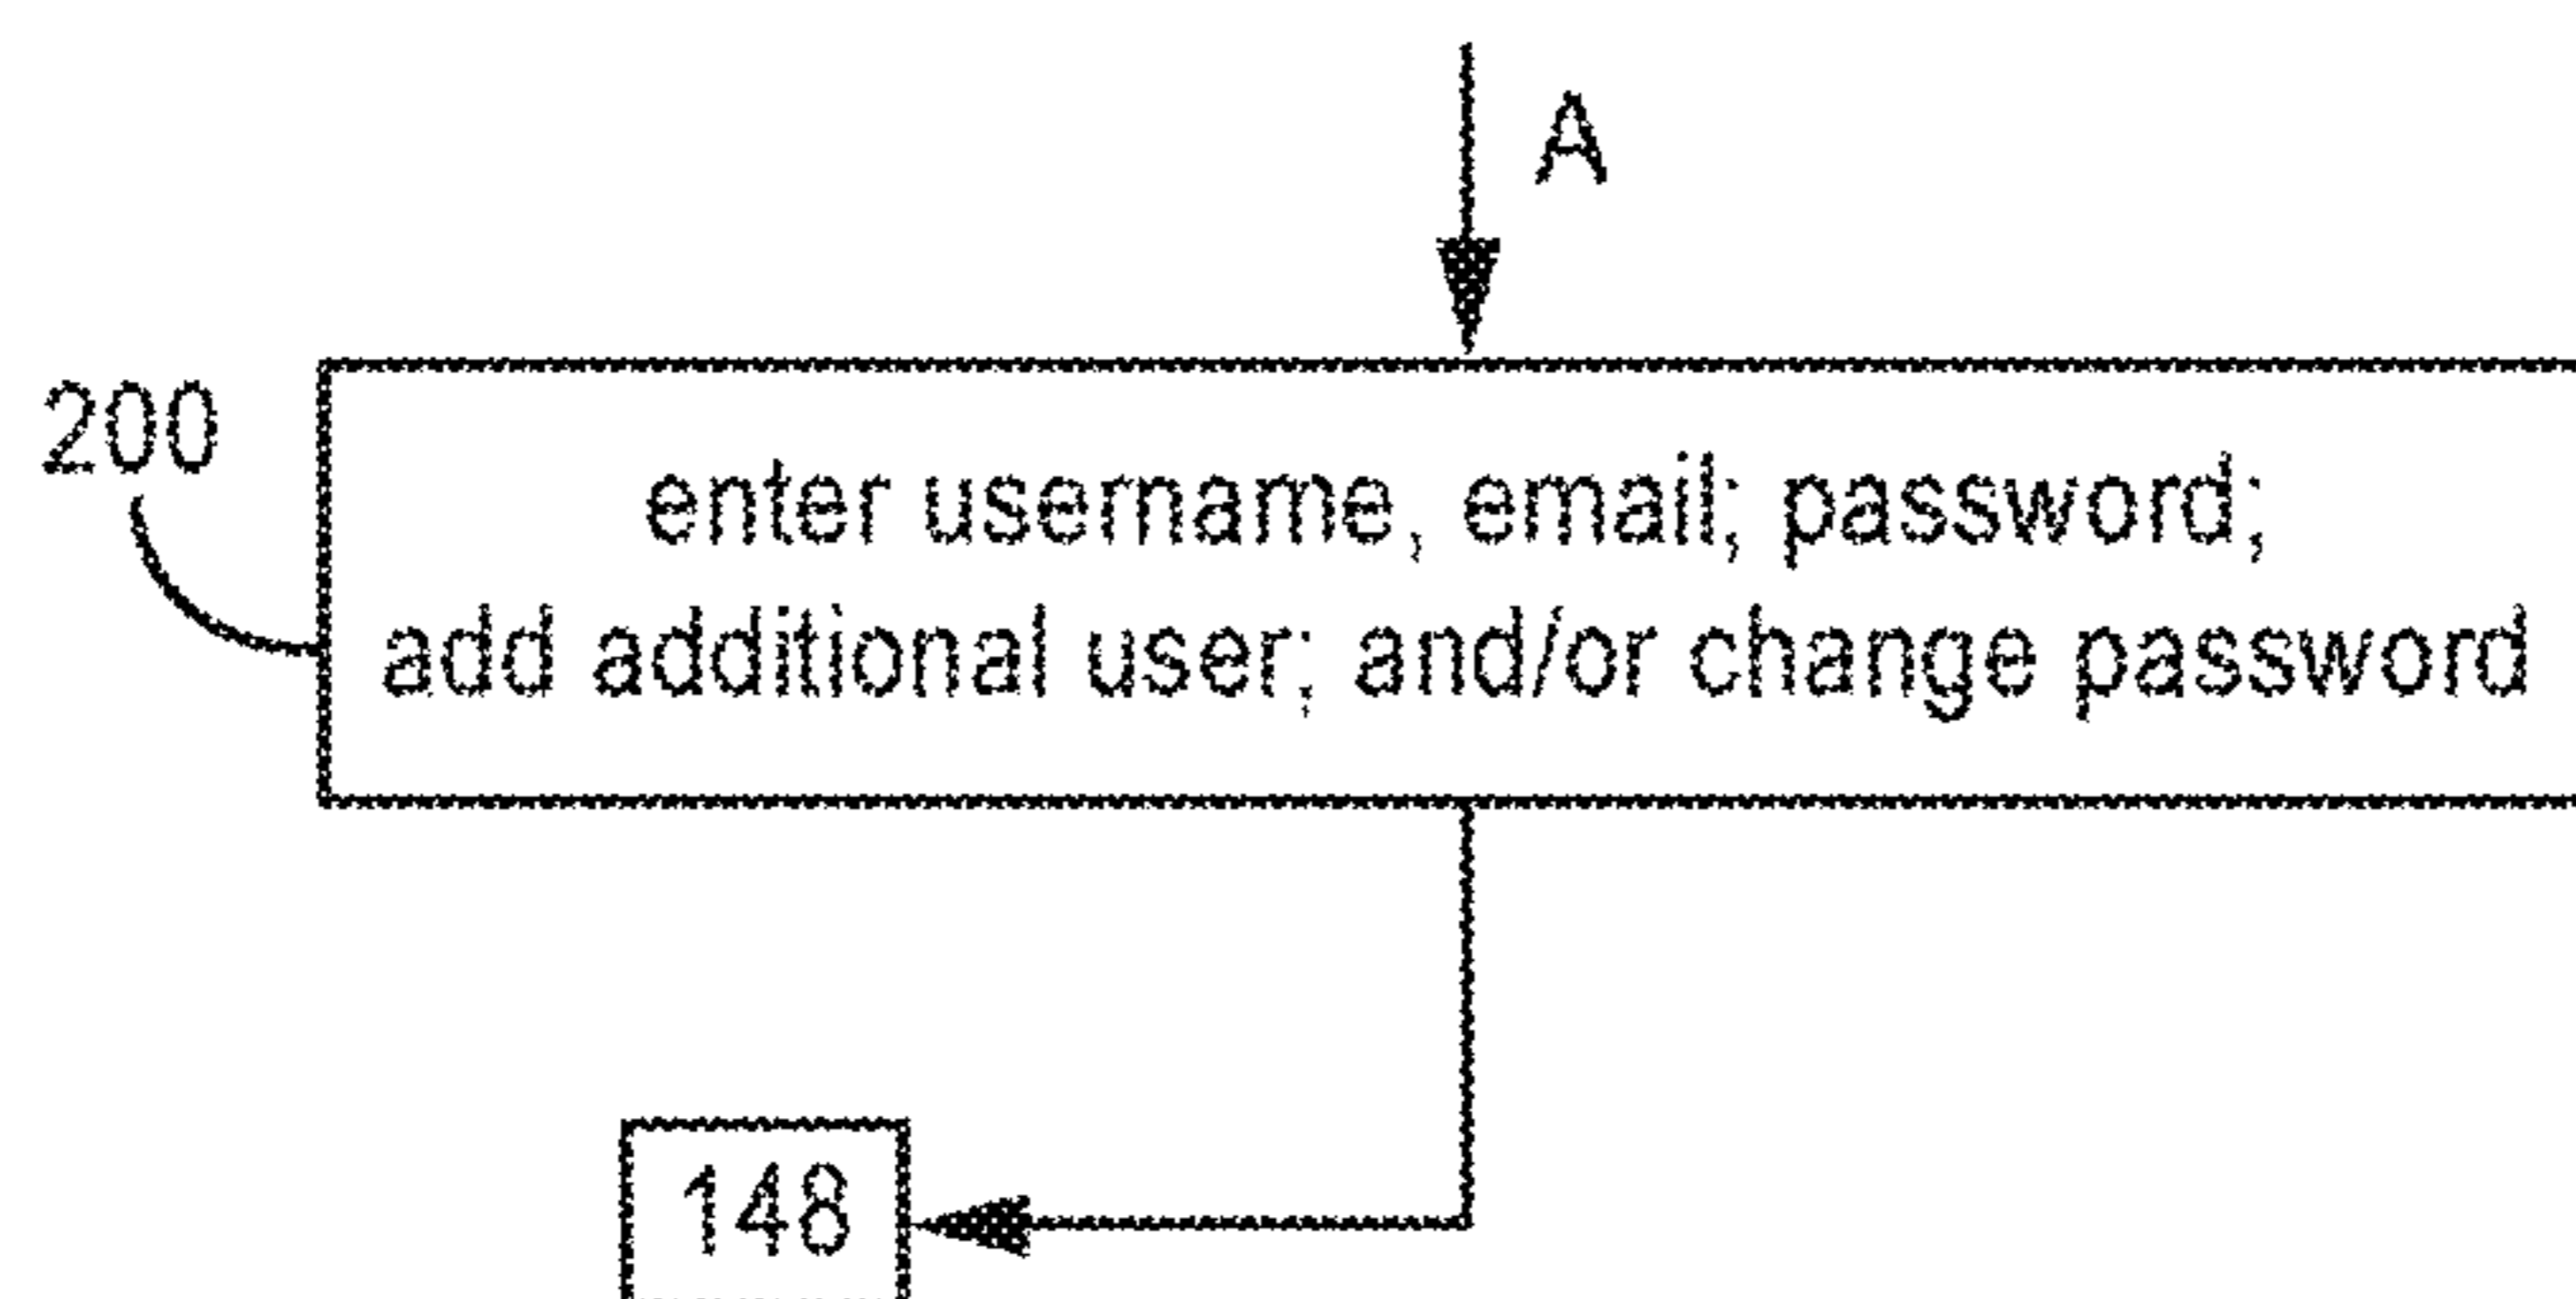 A
200
enter username, email; password;
add additional user; and/or change password
148